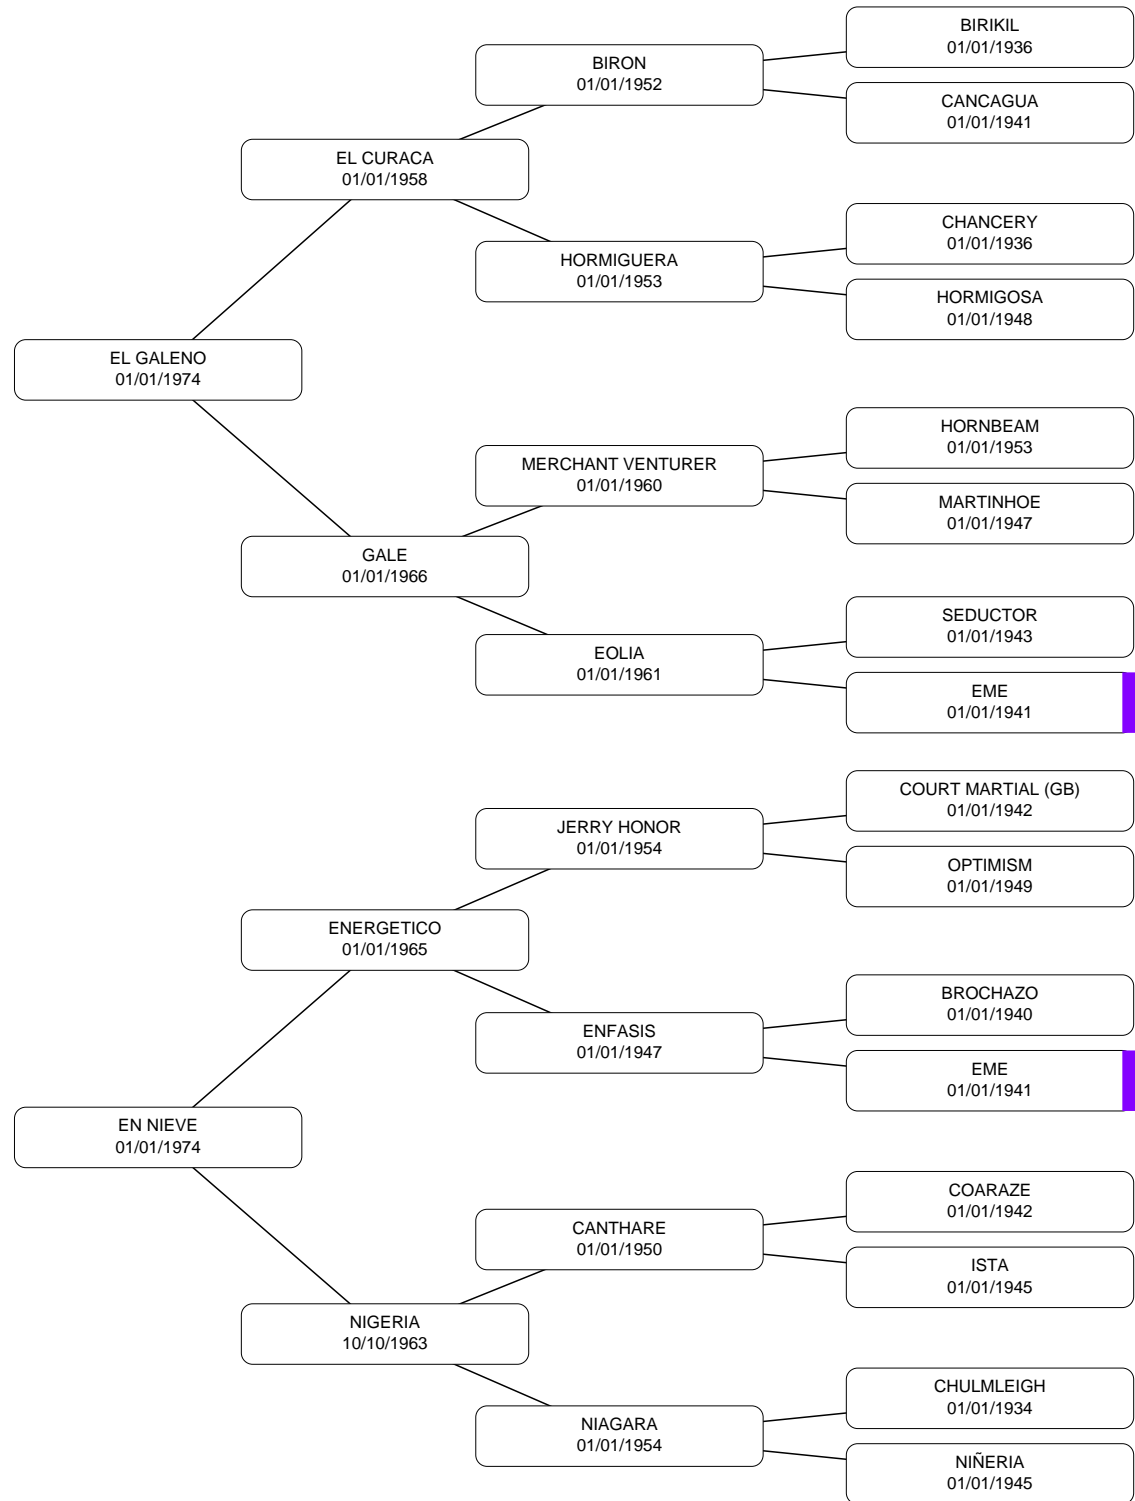 BIRIKIL
01/01/1936
BIRON
01/01/1952
CANCAGUA
01/01/1941
EL CURACA
01/01/1958
CHANCERY
01/01/1936
HORMIGUERA
01/01/1953
HORMIGOSA
01/01/1948
EL GALENO
01/01/1974
HORNBEAM
01/01/1953
MERCHANT VENTURER
01/01/1960
MARTINHOE
01/01/1947
GALE
01/01/1966
SEDUCTOR
01/01/1943
EOLIA
01/01/1961
EME
01/01/1941
COURT MARTIAL (GB)
01/01/1942
JERRY HONOR
01/01/1954
OPTIMISM
01/01/1949
ENERGETICO
01/01/1965
BROCHAZO
01/01/1940
ENFASIS
01/01/1947
EME
01/01/1941
EN NIEVE
01/01/1974
COARAZE
01/01/1942
CANTHARE
01/01/1950
ISTA
01/01/1945
NIGERIA
10/10/1963
CHULMLEIGH
01/01/1934
NIAGARA
01/01/1954
NIÑERIA
01/01/1945